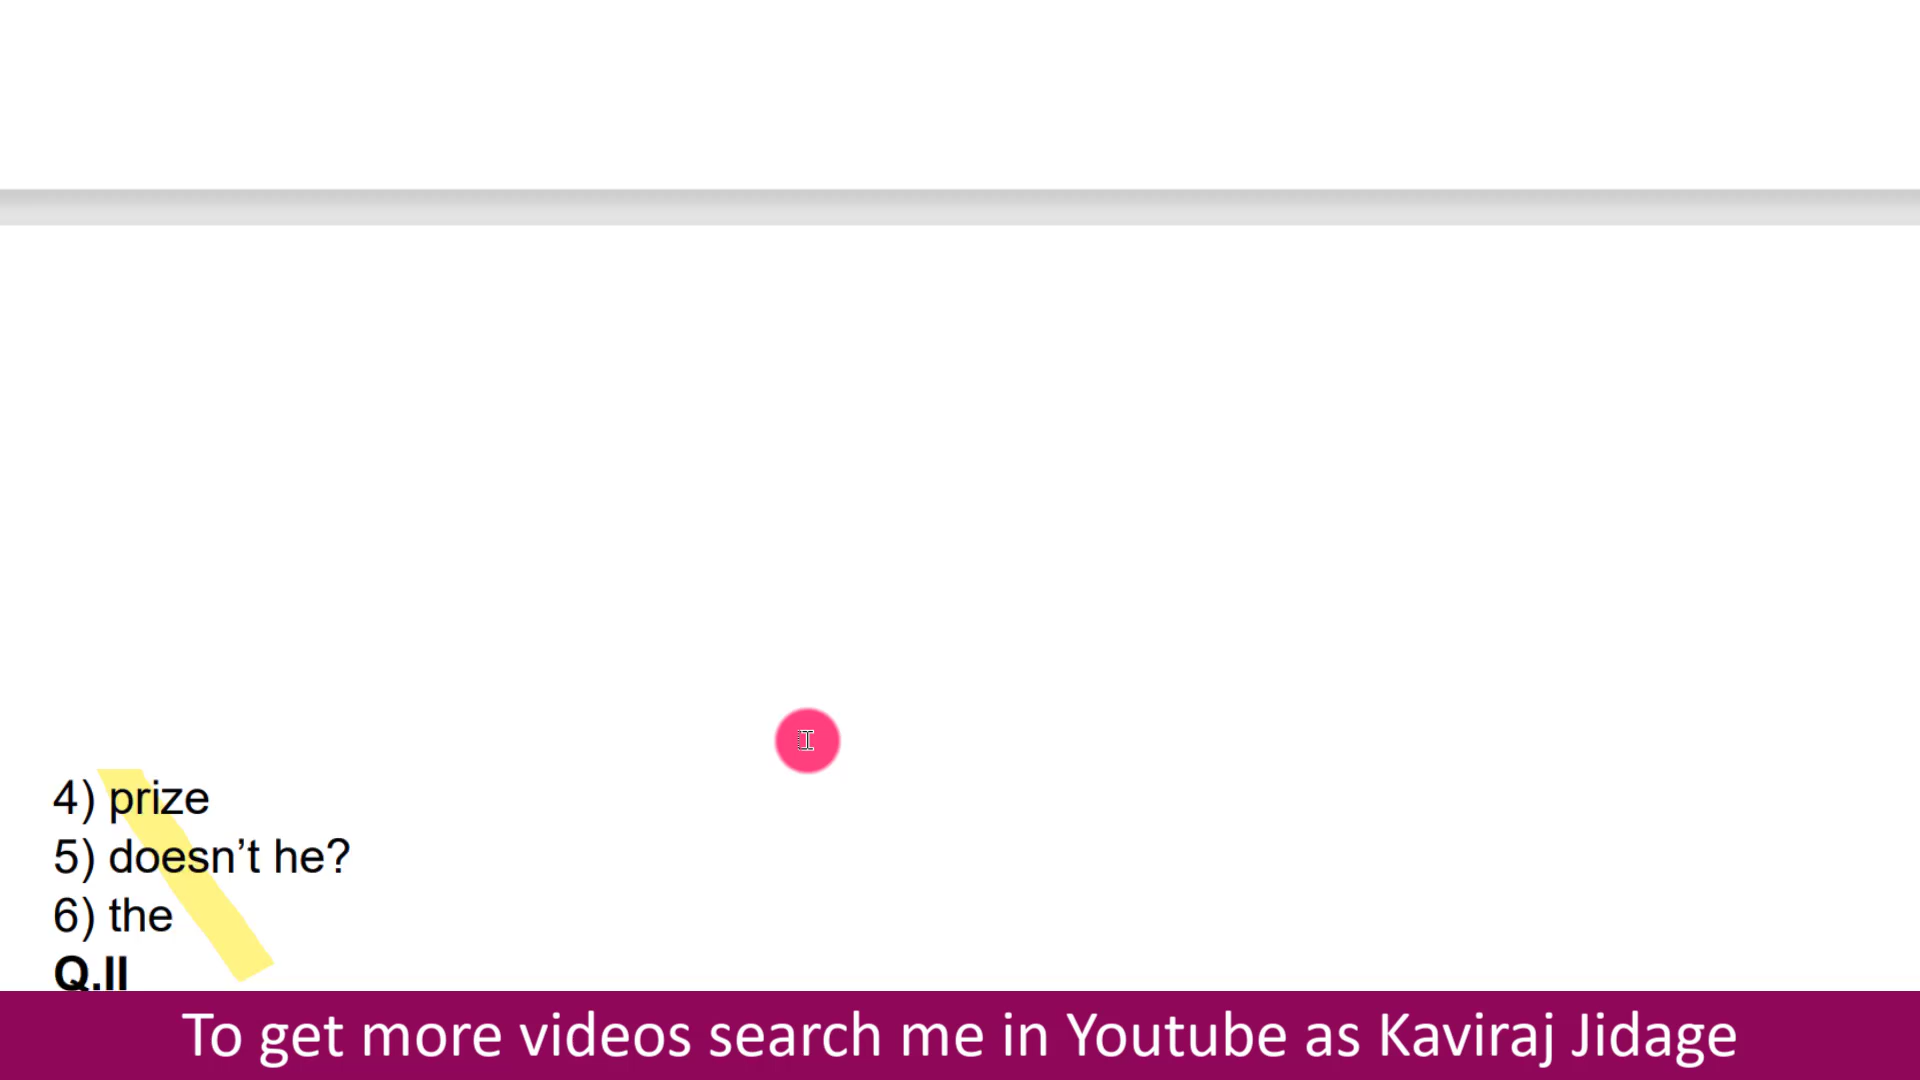 4) prize
5) doesn’t he?
6) the
Q.II
To get more videos search me in Youtube as Kaviraj Jidage